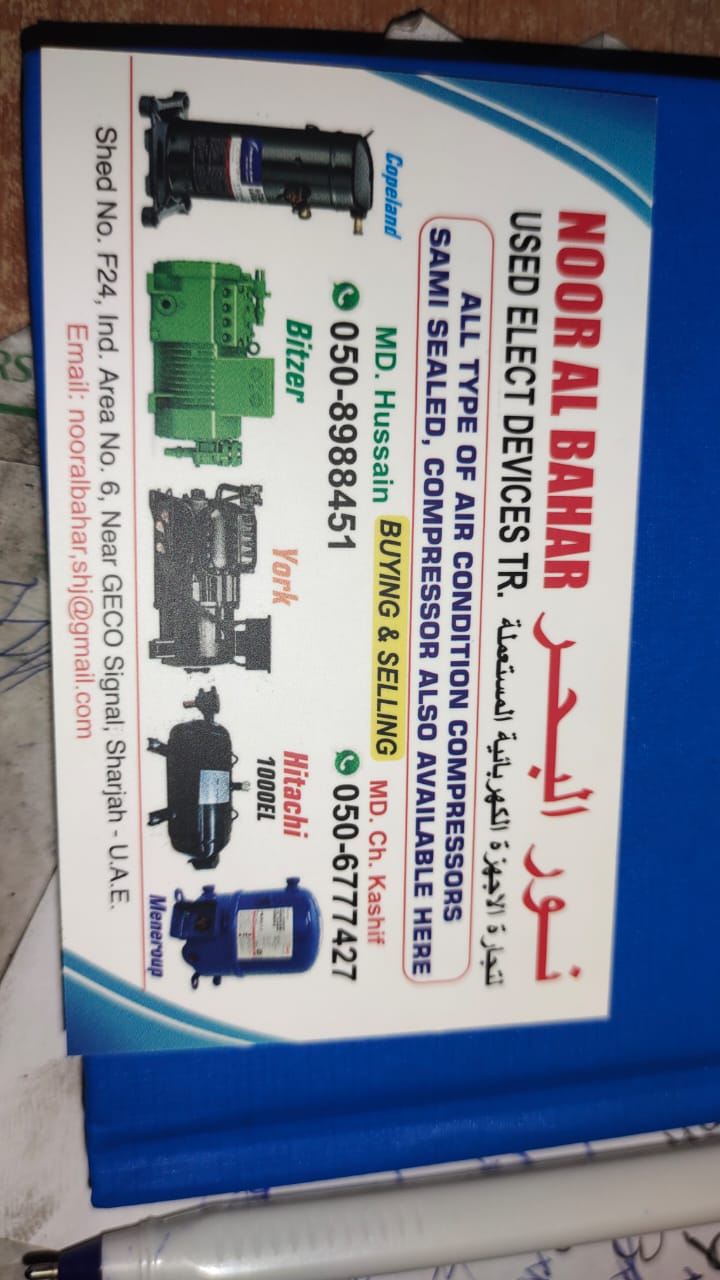 NOOR AL BAHAR نور البحر
USED ELECT DEVICES TR. لتجارة الاجهزة الكهربائية المستعملة
ALL TYPE OF AIR CONDITION COMPRESSORS
SAMI SEALED, COMPRESSOR ALSO AVAILABLE HERE
Copeland
MD. Hussain BUYING & SELLING MD. Ch. Kashif
050-8988451 050-6777427
Bitzer
York
Hitachi
1000EL
Meneroup
Shed No. F24, Ind. Area No. 6, Near GECO Signal, Sharjah - U.A.E.
Email: nooralbahar,shj@gmail.com